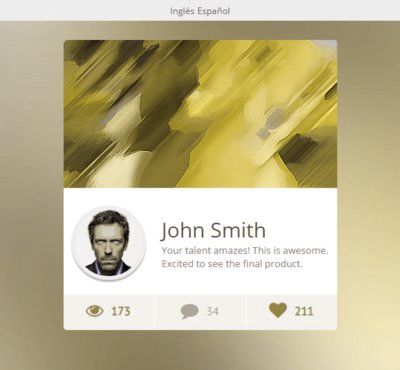 Inglés Español
John Smith
Your talent amazes! This is awesome.
Excited to see the final product.
173 34 211